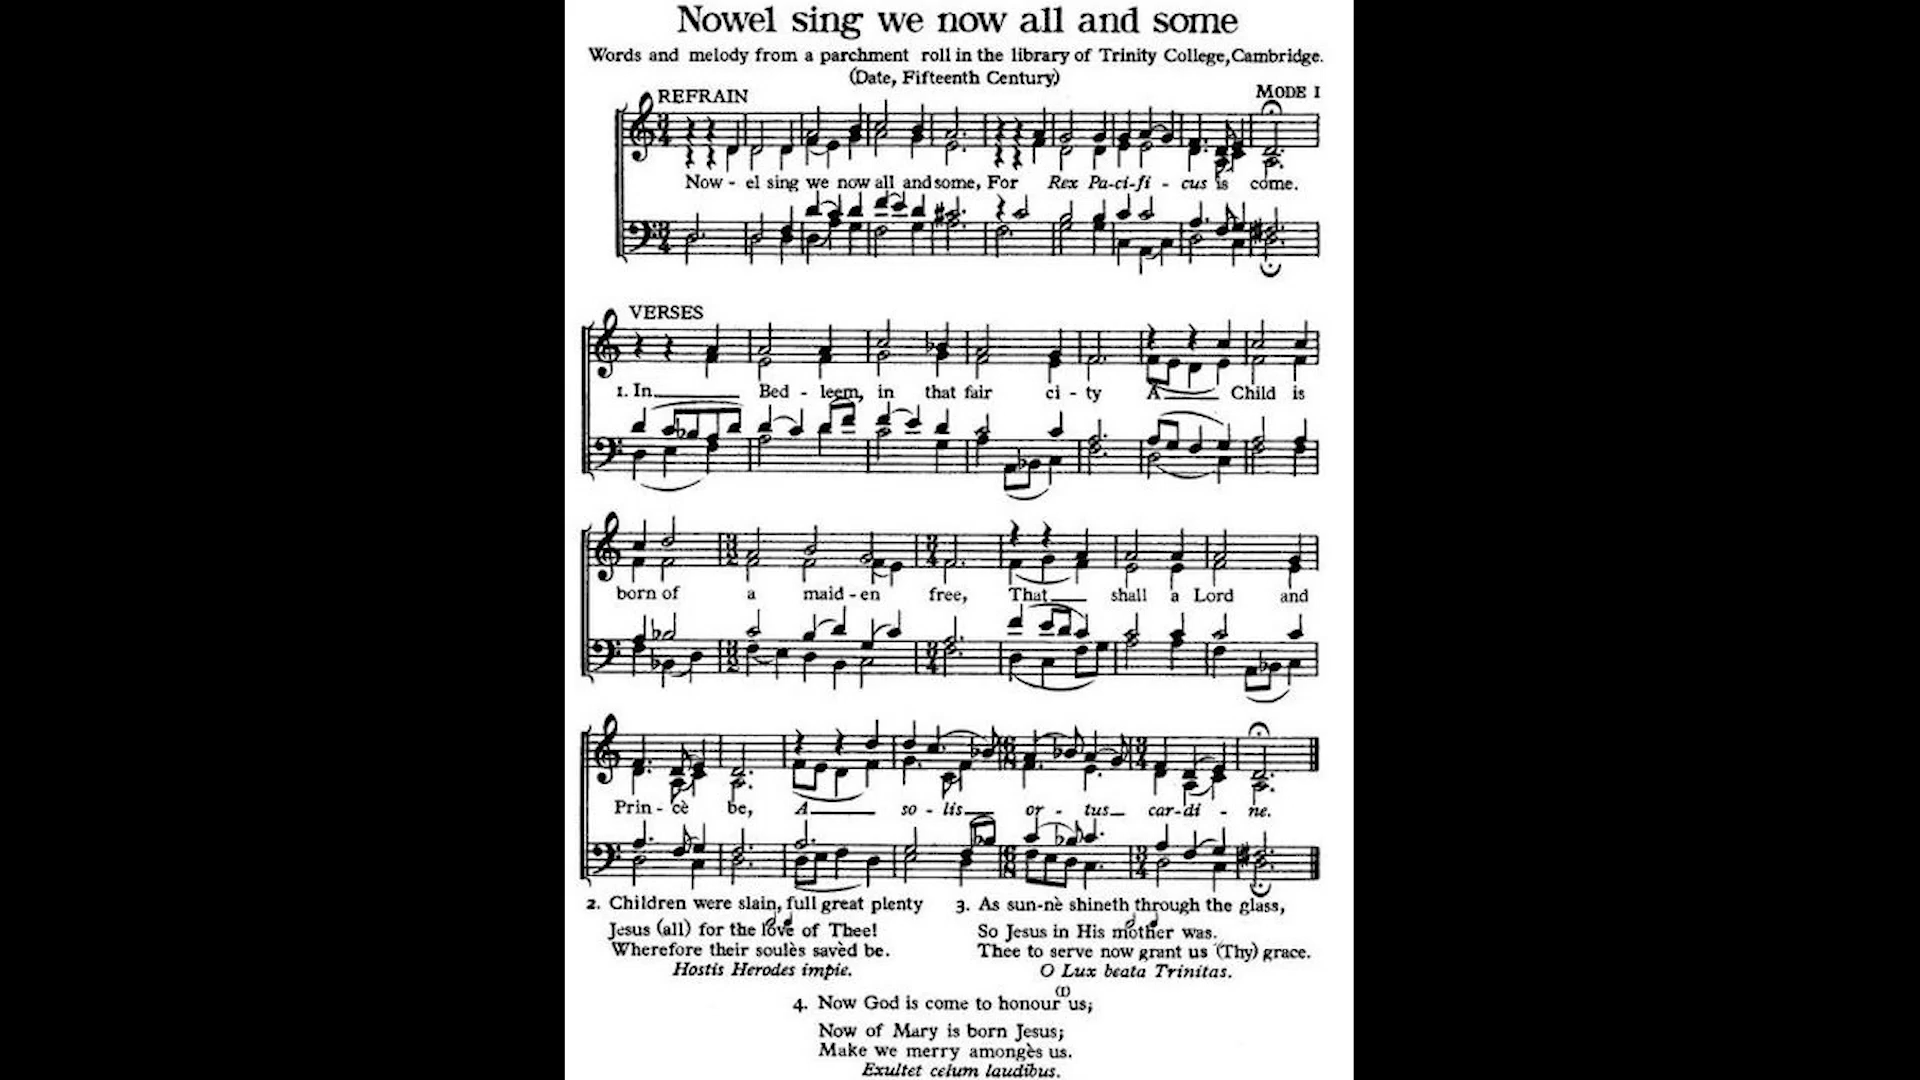 Nowel sing we now all and some
Words and melody from a parchment roll in the library of Trinity College, Cambridge.
(Date, Fifteenth Century)
REFRAIN
MODE I
Now - el sing we now all and some, For Rex Pa-ci-fi - cus is come.
VERSES
1. In Bed - leem, in that fair ci - ty A Child is
born of a maid - en free, That shall a Lord and
Prin - cè be, A so - lis or - tus car-di - ne.
2. Children were slain, full great plenty
Jesus (all) for the love of Thee!
Wherefore their soulès savèd be.
Hostis Herodes impie.
3. As sun-nè shineth through the glass,
So Jesus in His mother was.
Thee to serve now grant us (Thy) grace.
O Lux beata Trinitas.
(1)
4. Now God is come to honour us;
Now of Mary is born Jesus;
Make we merry amongès us.
Exultet celum laudibus.